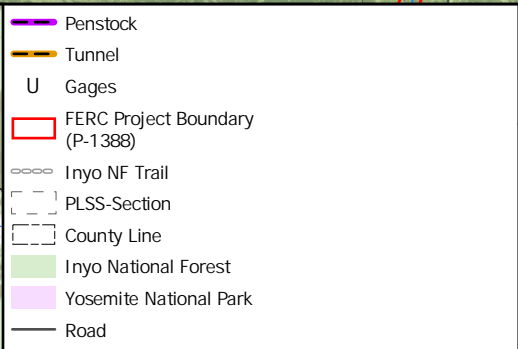 Penstock
Tunnel
U Gages
FERC Project Boundary
(P-1388)
Inyo NF Trail
PLSS-Section
County Line
Inyo National Forest
Yosemite National Park
Road